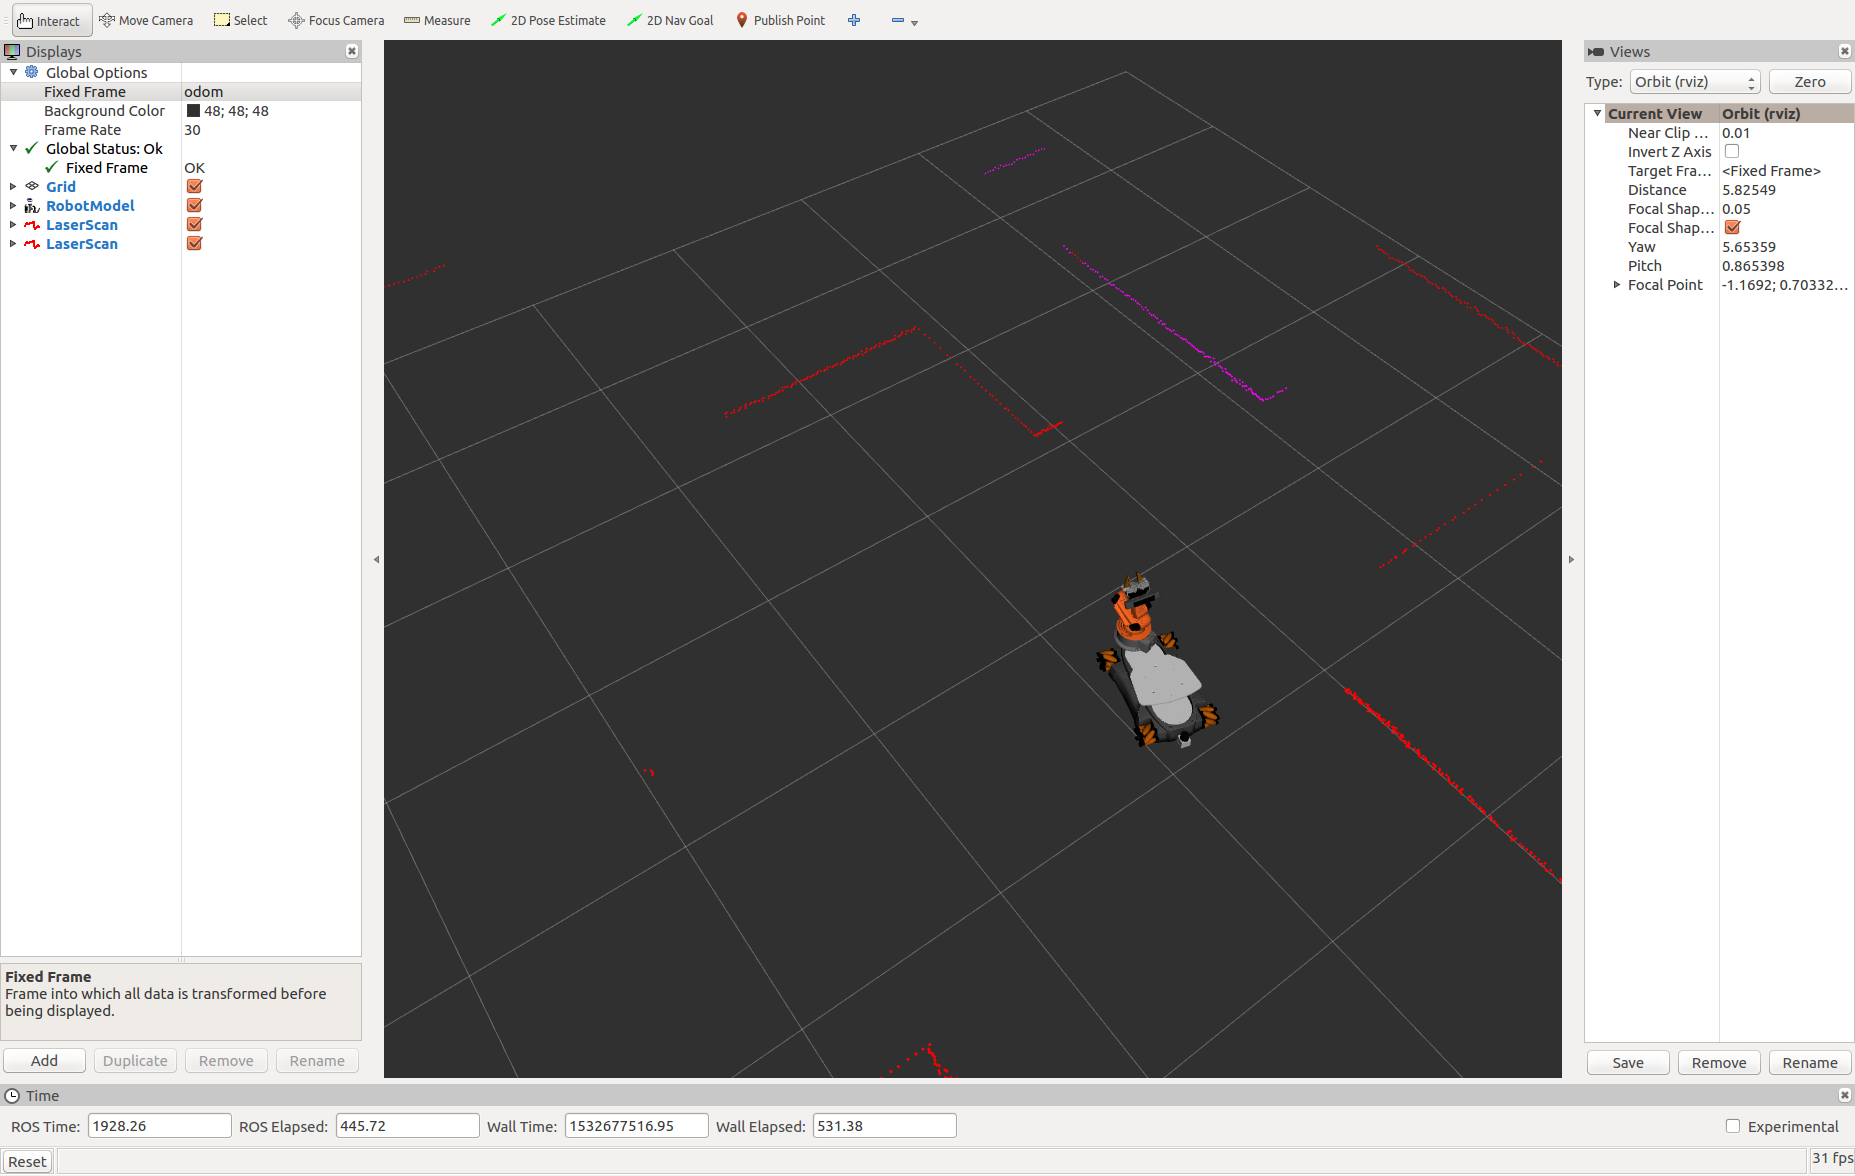 Interact Move Camera Select Focus Camera Measure 2D Pose Estimate 2D Nav Goal Publish Point
Displays
Global Options
Fixed Frame odom
Background Color 48; 48; 48
Frame Rate 30
Global Status: Ok
Fixed Frame OK
Grid
RobotModel
LaserScan
LaserScan
Fixed Frame
Frame into which all data is transformed before
being displayed.
Add Duplicate Remove Rename
Views
Type: Orbit (rviz) Zero
Current View Orbit (rviz)
Near Clip ... 0.01
Invert Z Axis
Target Fra... <Fixed Frame>
Distance 5.82549
Focal Shap... 0.05
Focal Shap...
Yaw 5.65359
Pitch 0.865398
Focal Point -1.1692; 0.70332...
Save Remove Rename
Time
ROS Time: 1928.26 ROS Elapsed: 445.72 Wall Time: 1532677516.95 Wall Elapsed: 531.38 Experimental
Reset 31 fps